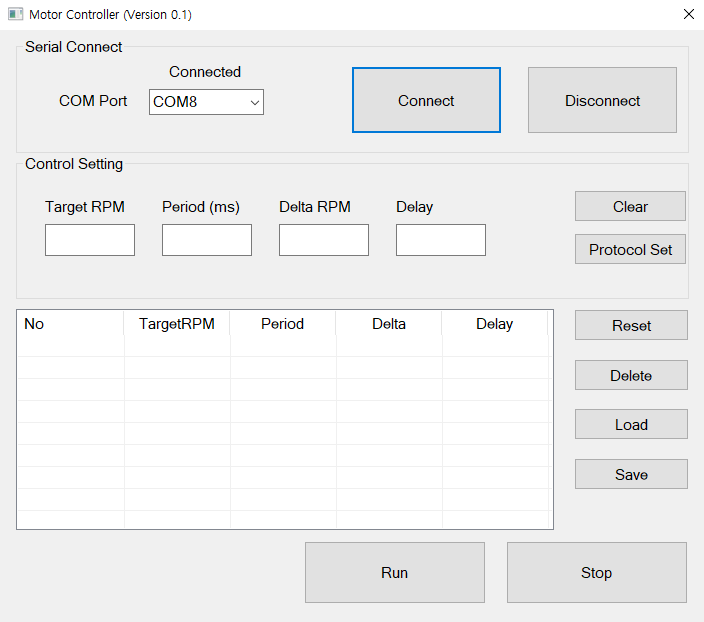 Motor Controller (Version 0.1)
Serial Connect
Connected
COM Port COM8 Connect Disconnect
Control Setting
Target RPM Period (ms) Delta RPM Delay Clear
Protocol Set
No TargetRPM Period Delta Delay Reset
Delete
Load
Save
Run Stop